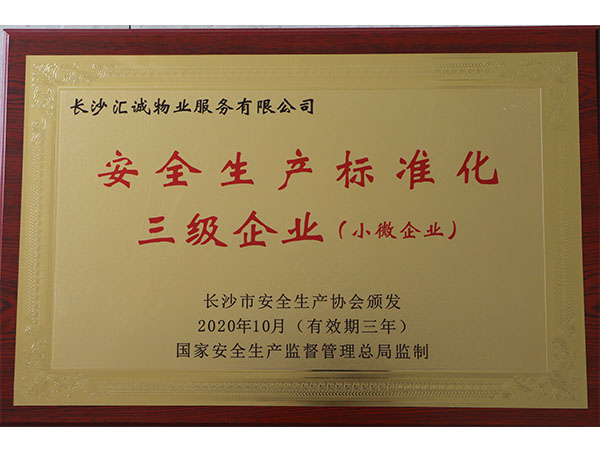 长沙汇诚物业服务有限公司
安全生产标准化
三级企业（小微企业）
长沙市安全生产协会颁发
2020年10月（有效期三年）
国家安全生产监督管理总局监制